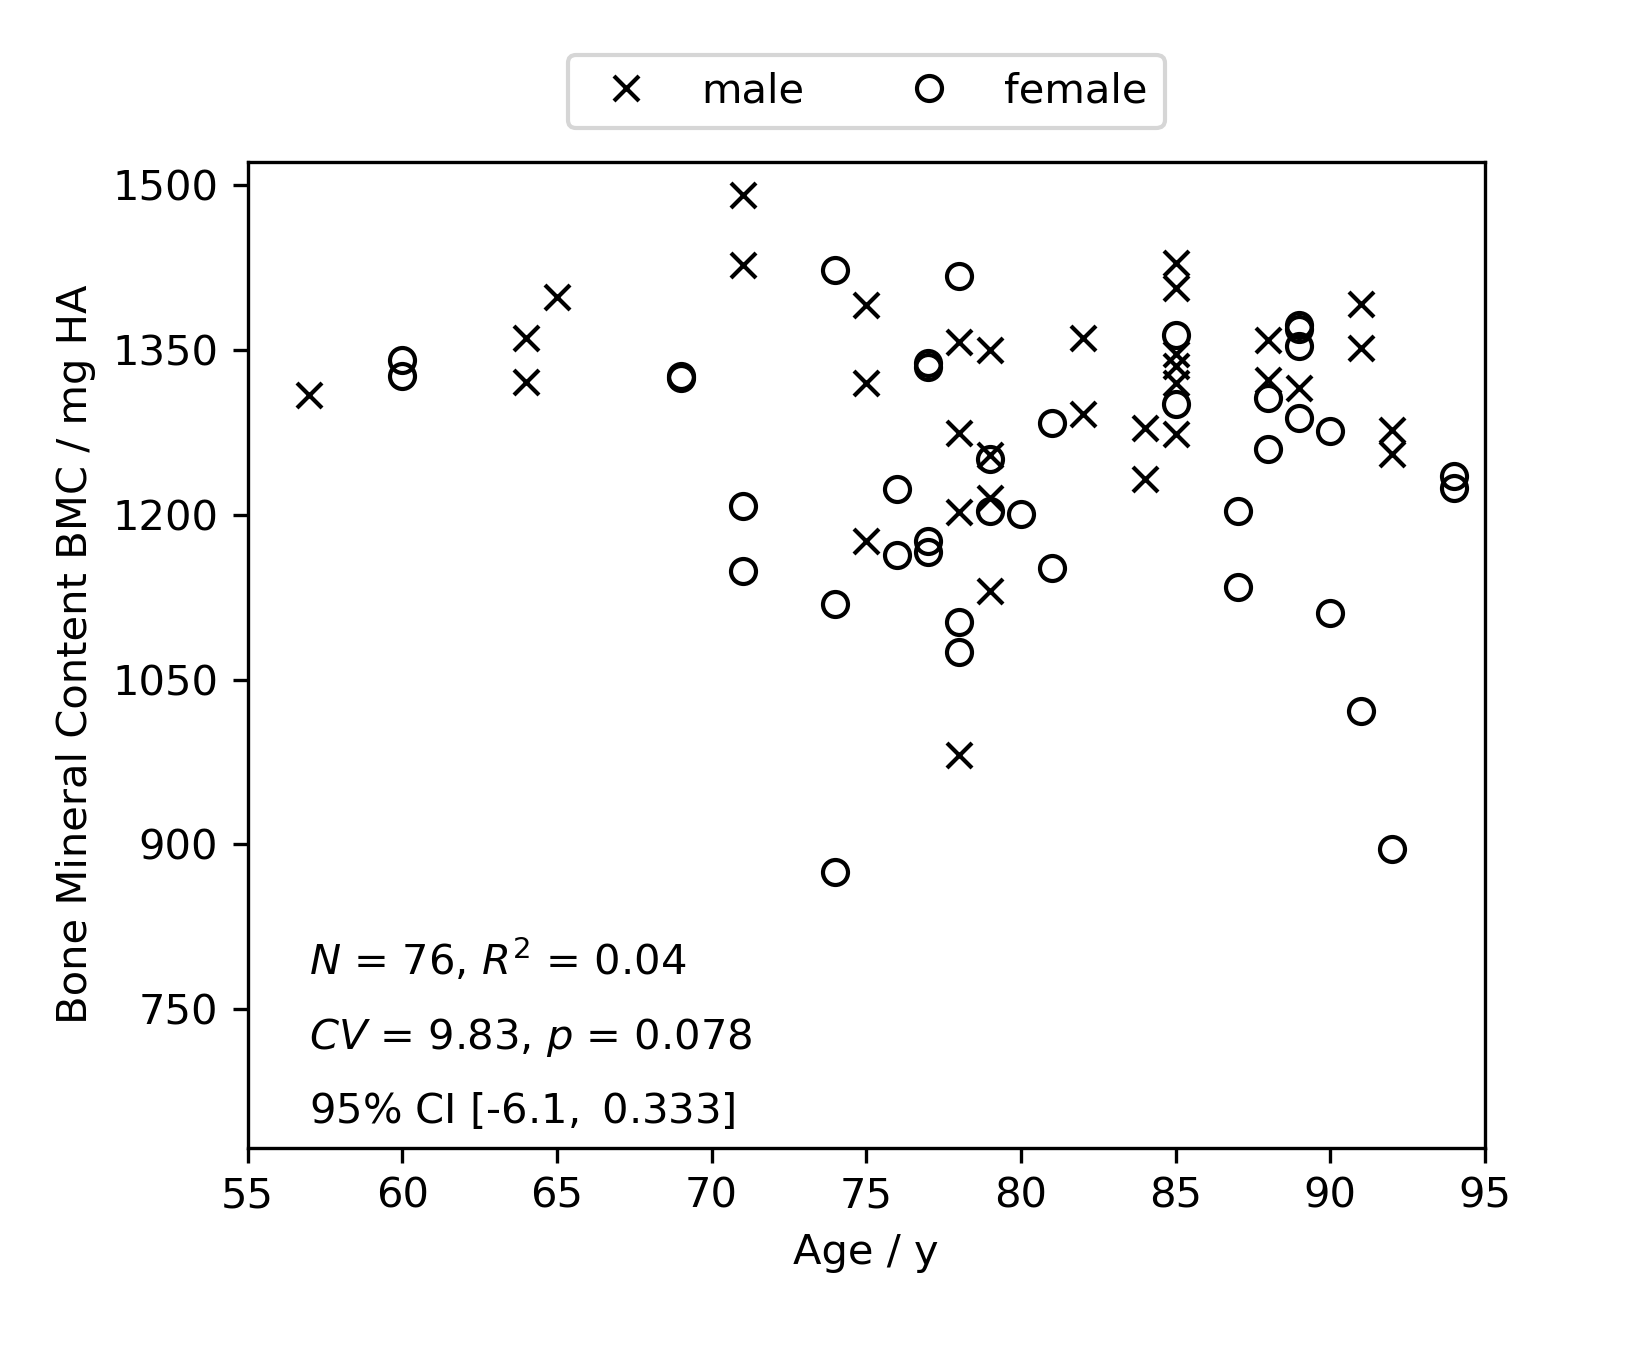 male female
1500
1350
1200
1050
900
750
Bone Mineral Content BMC / mg HA
N = 76, R² = 0.04
CV = 9.83, p = 0.078
95% CI [-6.1, 0.333]
55 60 65 70 75 80 85 90 95
Age / y